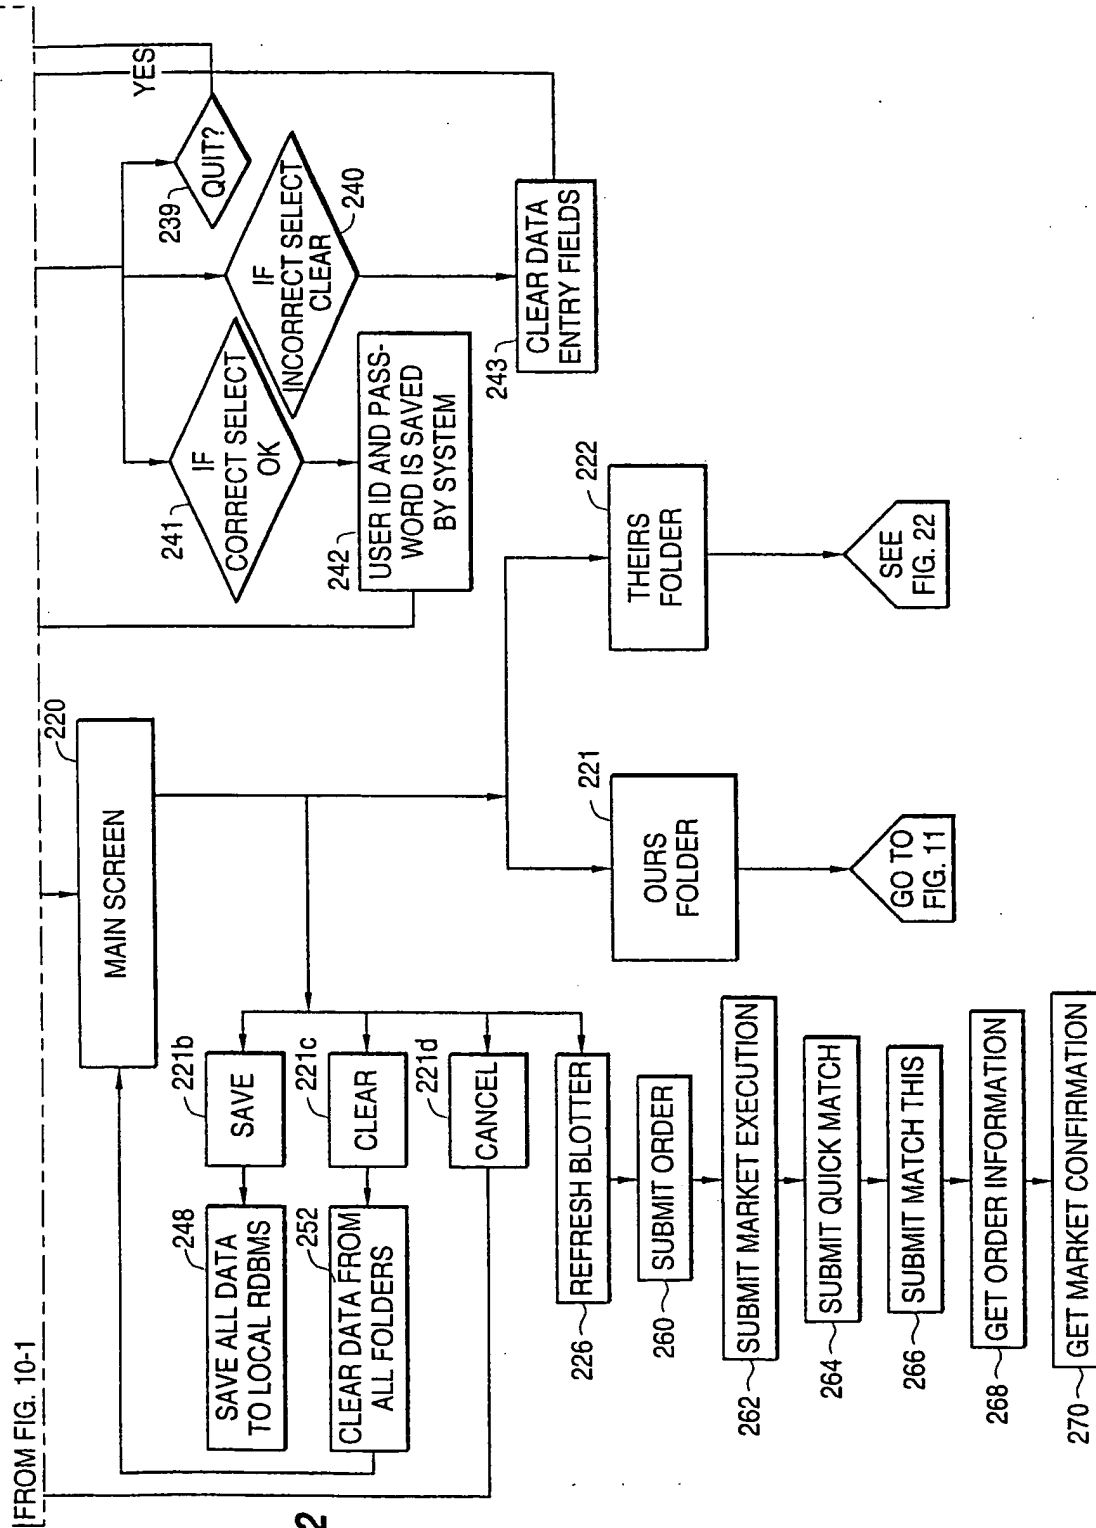 [FROM FIG. 10-1
220
MAIN SCREEN
221b
SAVE
248
SAVE ALL DATA
TO LOCAL RDBMS
221c
CLEAR
252
CLEAR DATA FROM
ALL FOLDERS
221d
CANCEL
226
REFRESH BLOTTER
260
SUBMIT ORDER
262
SUBMIT MARKET EXECUTION
264
SUBMIT QUICK MATCH
266
SUBMIT MATCH THIS
268
GET ORDER INFORMATION
270
GET MARKET CONFIRMATION
221
OURS
FOLDER
GO TO
FIG. 11
222
THEIRS
FOLDER
SEE
FIG. 22
241
IF
CORRECT SELECT
OK
242
USER ID AND PASS-
WORD IS SAVED
BY SYSTEM
239
QUIT?
YES
240
IF
INCORRECT SELECT
CLEAR
243
CLEAR DATA
ENTRY FIELDS
2